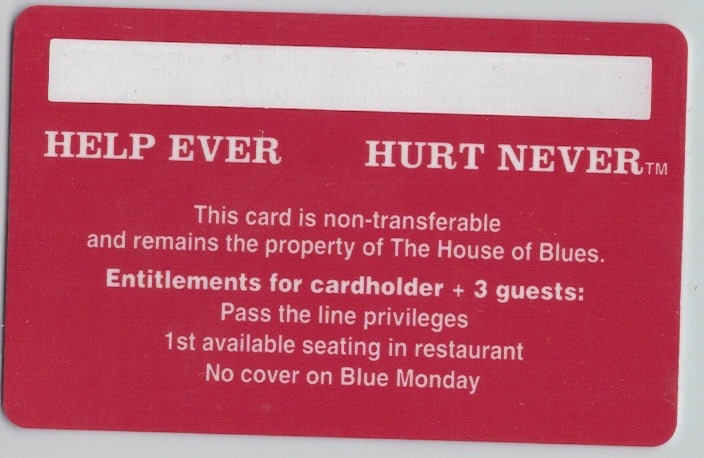 HELP EVER HURT NEVER™
This card is non-transferable
and remains the property of The House of Blues.
Entitlements for cardholder + 3 guests:
Pass the line privileges
1st available seating in restaurant
No cover on Blue Monday